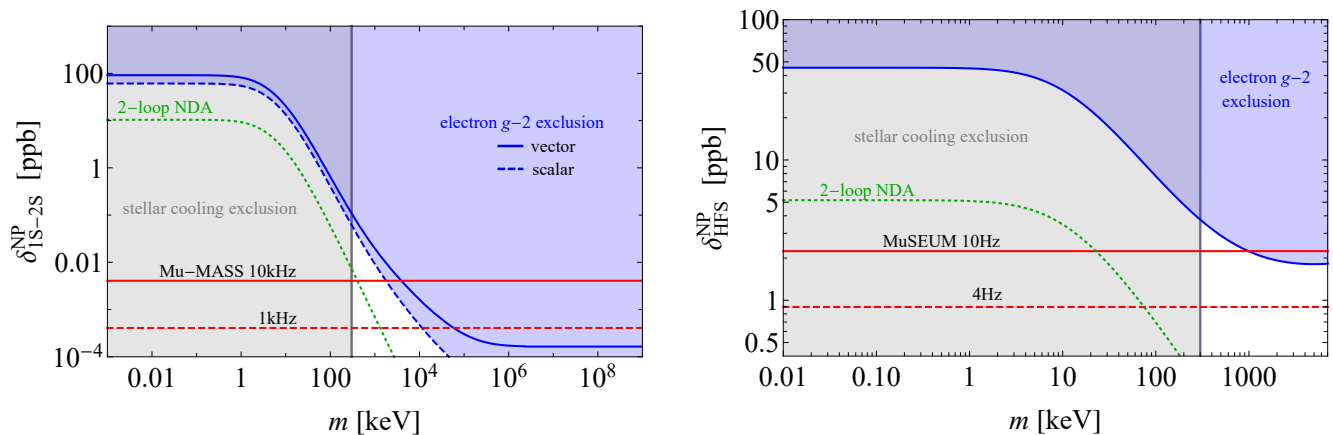 100
1
0.01
10⁻⁴
δ^NP_1S−2S [ppb]
2−loop NDA
electron g−2 exclusion
vector
scalar
stellar cooling exclusion
Mu−MASS 10kHz
1kHz
0.01
1
100
10⁴
10⁶
10⁸
m [keV]
100
50
10
5
1
0.5
δ^NP_HFS [ppb]
electron g−2
exclusion
stellar cooling exclusion
2−loop NDA
MuSEUM 10Hz
4Hz
0.01
0.10
1
10
100
1000
m [keV]